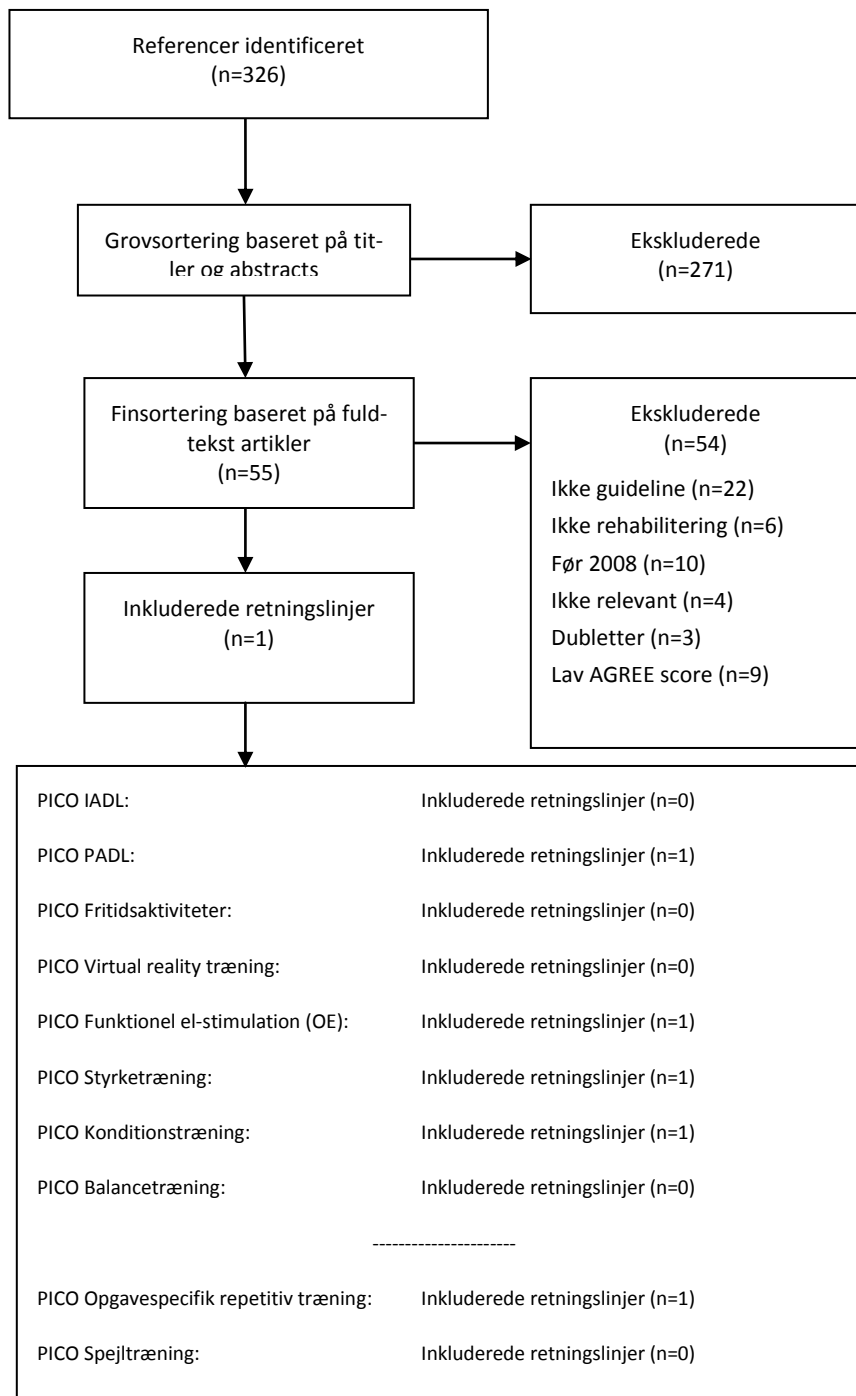 Referencer identificeret
(n=326)
Grovsortering baseret på tit-
ler og abstracts
Ekskluderede
(n=271)
Finsortering baseret på fuld-
tekst artikler
(n=55)
Ekskluderede
(n=54)
Ikke guideline (n=22)
Ikke rehabilitering (n=6)
Før 2008 (n=10)
Ikke relevant (n=4)
Dubletter (n=3)
Lav AGREE score (n=9)
Inkluderede retningslinjer
(n=1)
PICO IADL: Inkluderede retningslinjer (n=0)
PICO PADL: Inkluderede retningslinjer (n=1)
PICO Fritidsaktiviteter: Inkluderede retningslinjer (n=0)
PICO Virtual reality træning: Inkluderede retningslinjer (n=0)
PICO Funktionel el-stimulation (OE): Inkluderede retningslinjer (n=1)
PICO Styrketræning: Inkluderede retningslinjer (n=1)
PICO Konditionstræning: Inkluderede retningslinjer (n=1)
PICO Balancetræning: Inkluderede retningslinjer (n=0)
----------------------
PICO Opgavespecifik repetitiv træning: Inkluderede retningslinjer (n=1)
PICO Spejltræning: Inkluderede retningslinjer (n=0)